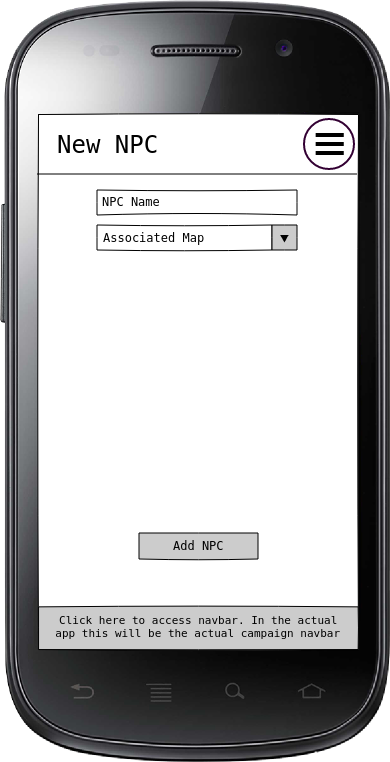 New NPC
NPC Name
Associated Map
Add NPC
Click here to access navbar. In the actual
app this will be the actual campaign navbar